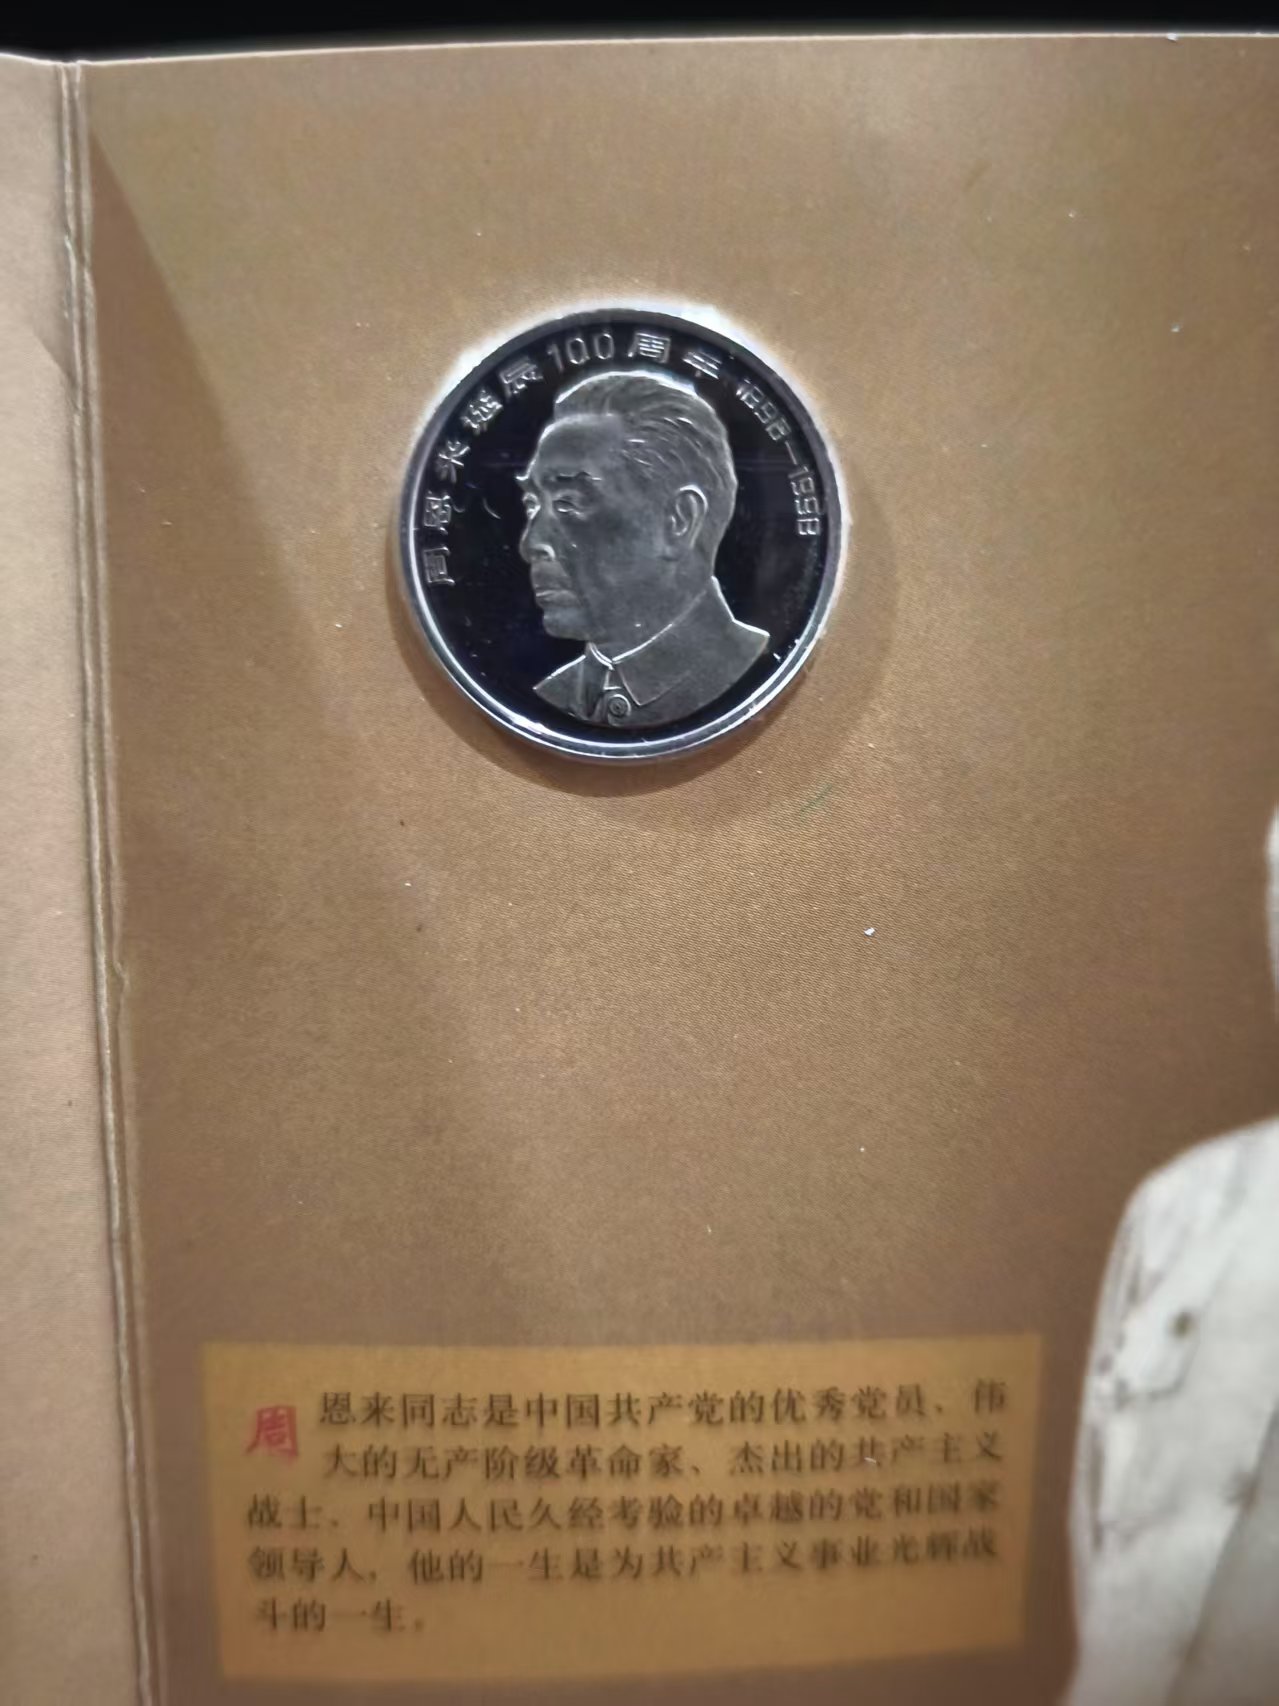 周恩来诞辰100周年 1898—1998
周恩来同志是中国共产党的优秀党员、伟
大的无产阶级革命家、杰出的共产主义
战士、中国人民久经考验的卓越的党和国家
领导人，他的一生是为共产主义事业光辉战
斗的一生。